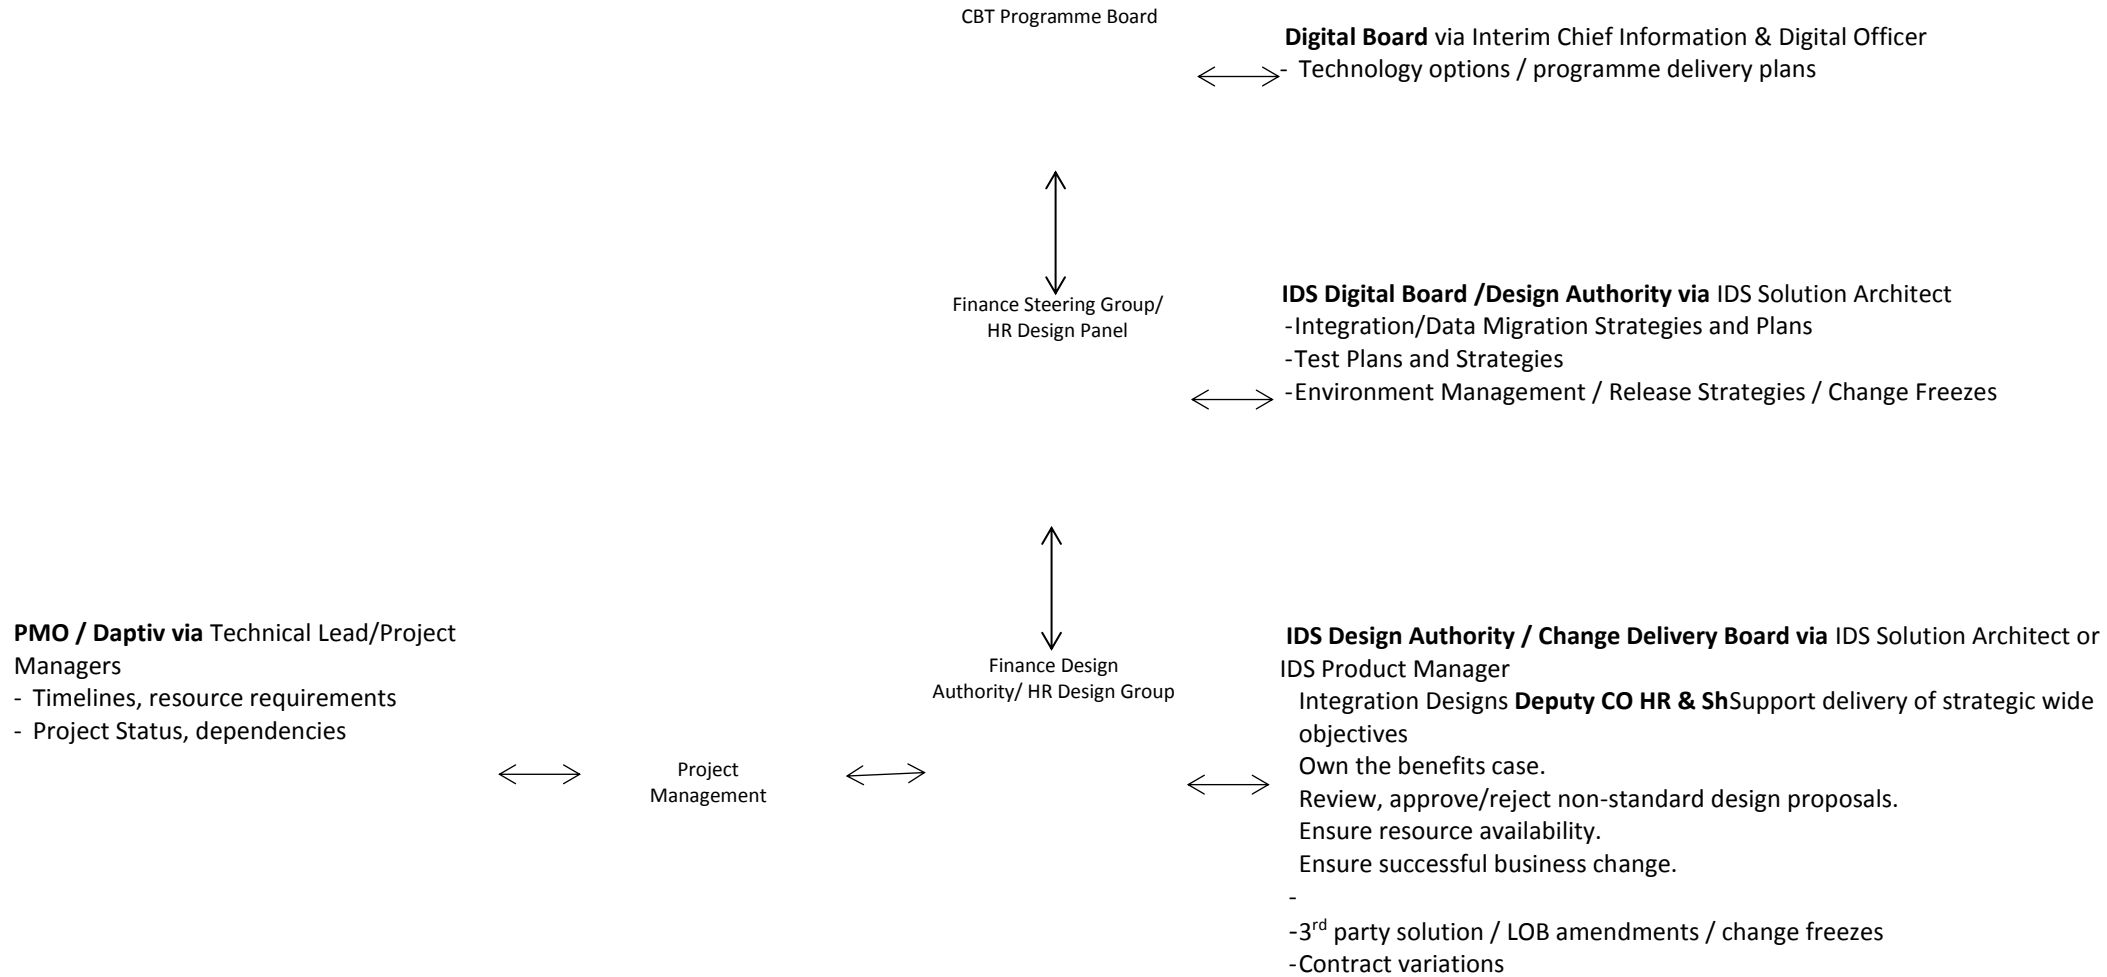 CBT Programme Board
Digital Board via Interim Chief Information & Digital Officer
- Technology options / programme delivery plans
Finance Steering Group/
HR Design Panel
IDS Digital Board /Design Authority via IDS Solution Architect
-Integration/Data Migration Strategies and Plans
-Test Plans and Strategies
-Environment Management / Release Strategies / Change Freezes
PMO / Daptiv via Technical Lead/Project
Managers
- Timelines, resource requirements
- Project Status, dependencies
Project
Management
Finance Design
Authority/ HR Design Group
IDS Design Authority / Change Delivery Board via IDS Solution Architect or
IDS Product Manager
Integration Designs Deputy CO HR & ShSupport delivery of strategic wide
objectives
Own the benefits case.
Review, approve/reject non-standard design proposals.
Ensure resource availability.
Ensure successful business change.
-
-3rd party solution / LOB amendments / change freezes
-Contract variations